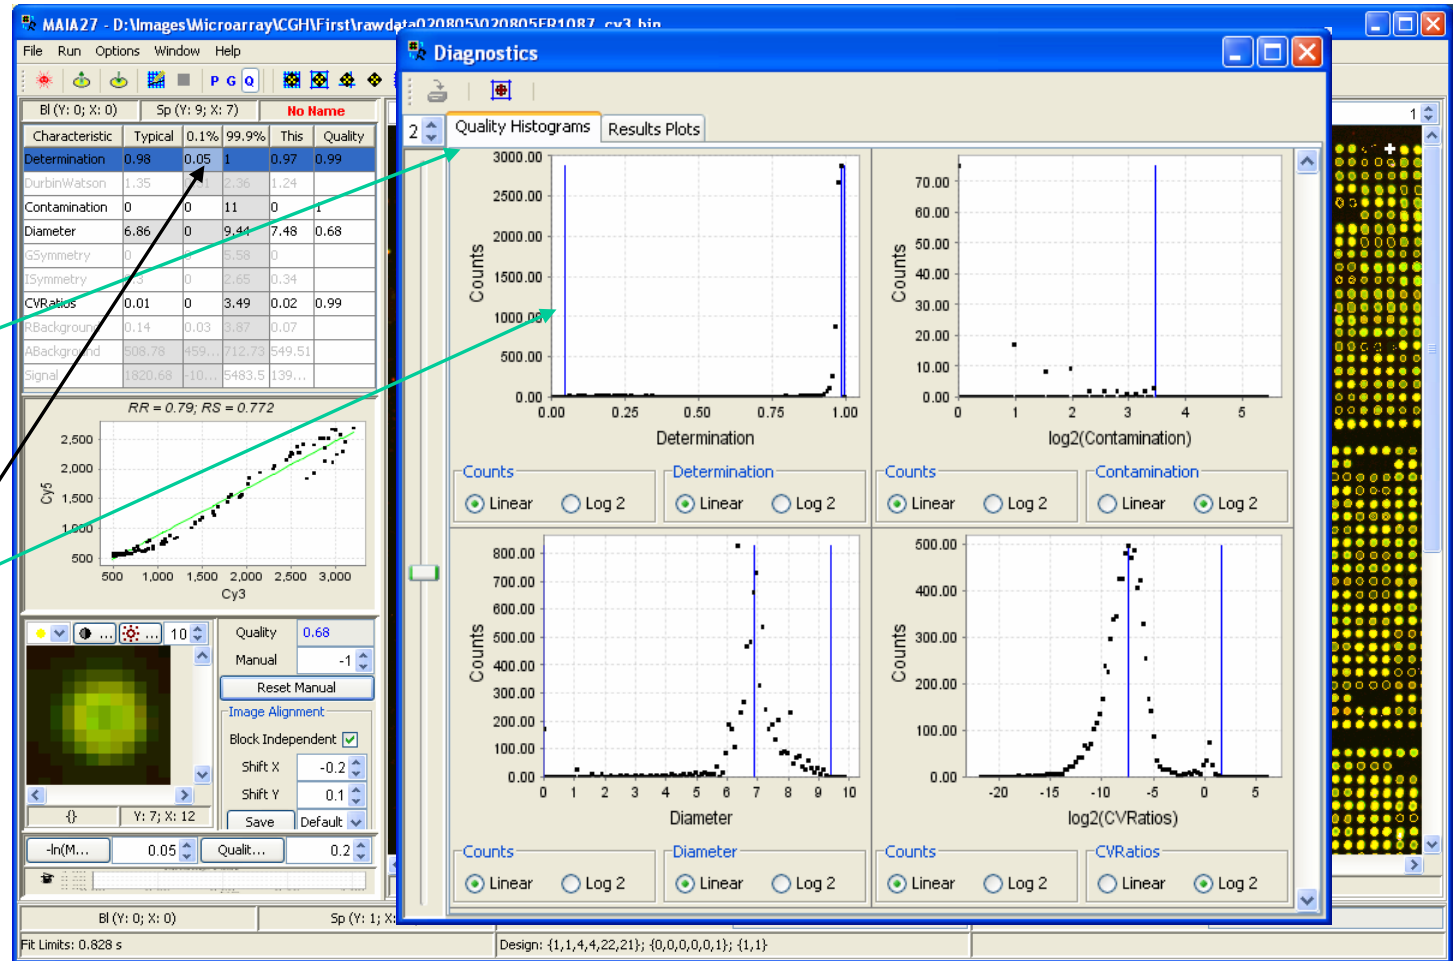 MAIA27 - D:\Images\Microarray\CGH\First\rawdata020805\020805FR1087_cy3.bin
File Run Options Window Help
P G Q
Bl (Y: 0; X: 0) Sp (Y: 9; X: 7) No Name
Characteristic Typical 0.1% 99.9% This Quality
Determination 0.98 0.05 1 0.97 0.99
DurbinWatson 1.35 2.36 1.24
Contamination 0 0 11 0 1
Diameter 6.86 0 9.44 7.48 0.68
GSymmetry 0 0 5.58 0
ISymmetry 0 2.65 0.34
CVRatios 0.01 0 3.49 0.02 0.99
RBackground 0.14 0.03 3.87 0.07
ABackground 508.78 459... 712.73 549.51
Signal 1820.68 -10... 5483.5 139...
RR = 0.79; RS = 0.772
2,500
2,000
1,500
1,000
500
Cy5
500 1,000 1,500 2,000 2,500 3,000
Cy3
... ... 10
Quality 0.68
Manual -1
Reset Manual
Image Alignment
Block Independent
Shift X -0.2
Shift Y 0.1
Save Default
{} Y: 7; X: 12
-ln(M... 0.05 Qualit... 0.2
Bl (Y: 0; X: 0) Sp (Y: 1; X:
Fit Limits: 0.828 s Design: {1,1,4,4,22,21}; {0,0,0,0,0,1}; {1,1}
1
Diagnostics
2 Quality Histograms Results Plots
3000.00
2500.00
2000.00
1500.00
1000.00
500.00
0.00
Counts
0.00 0.25 0.50 0.75 1.00
Determination
Counts Determination
Linear Log 2 Linear Log 2
70.00
60.00
50.00
40.00
30.00
20.00
10.00
0.00
Counts
0 1 2 3 4 5
log2(Contamination)
Counts Contamination
Linear Log 2 Linear Log 2
800.00
700.00
600.00
500.00
400.00
300.00
200.00
100.00
0.00
Counts
0 1 2 3 4 5 6 7 8 9 10
Diameter
Counts Diameter
Linear Log 2 Linear Log 2
500.00
400.00
300.00
200.00
100.00
0.00
Counts
-20 -15 -10 -5 0 5
log2(CVRatios)
Counts CVRatios
Linear Log 2 Linear Log 2